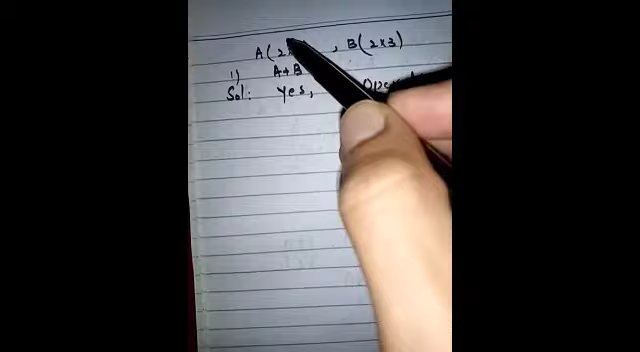 A ( 2 , B ( 2 x 3 )
1) A + B
Sol: Yes,